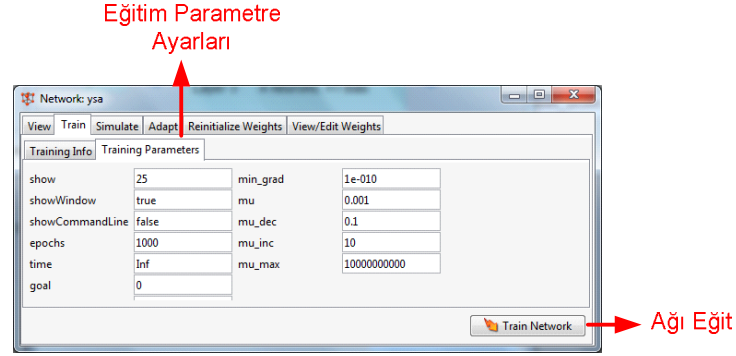 Eğitim Parametre
Ayarları
Network: ysa
View Train Simulate Adapt Reinitialize Weights View/Edit Weights
Training Info Training Parameters
show 25 min_grad 1e-010
showWindow true mu 0.001
showCommandLine false mu_dec 0.1
epochs 1000 mu_inc 10
time Inf mu_max 10000000000
goal 0
Train Network
Ağı Eğit